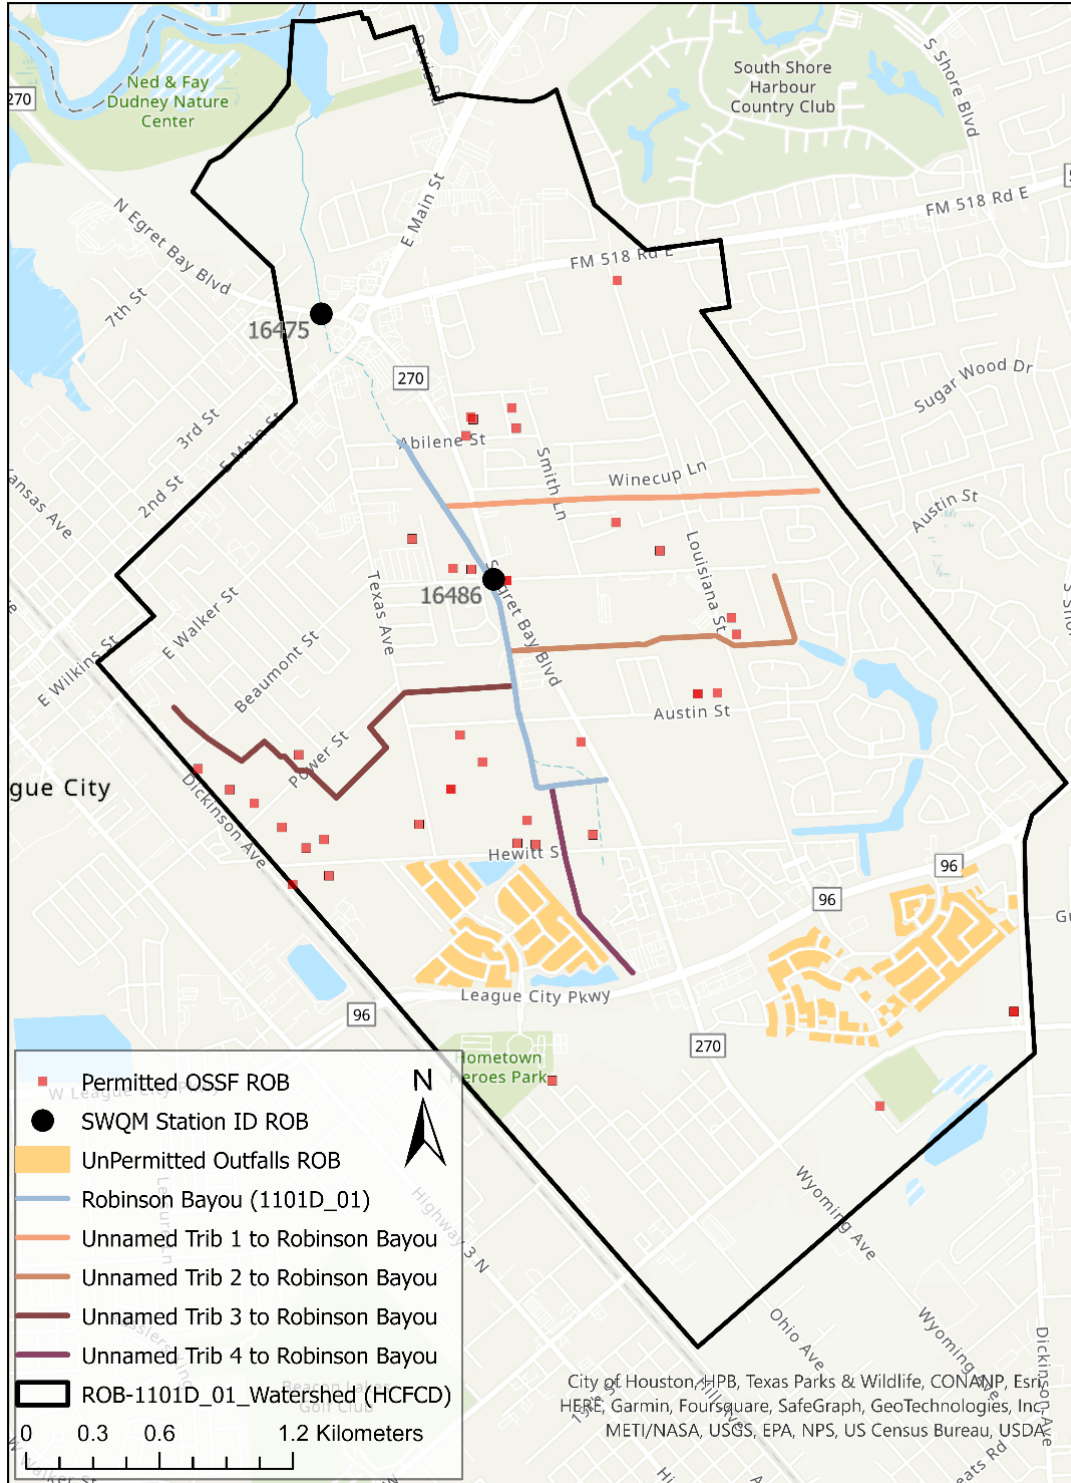 Ned & Fay
Dudney Nature
Center
270
Davis Rd
South Shore
Harbour
Country Club
S Shore Blvd
N Egret Bay Blvd
E Main St
FM 518 Rd E
FM 518 Rd E
7th St
16475
270
Sugar Wood Dr
3rd St
E Main St
Abilene St
Smith Ln
Winecup Ln
2nd St
Kansas Ave
Austin St
Louisiana St
16486
S Egret Bay Blvd
Texas Ave
E Walker St
E Wilkins St
Beaumont St
Austin St
Power St
gue City
Dickinson Ave
Hewitt S
96
96
League City Pkwy
96
270
Hometown
Heroes Park
Wyoming Ave
Highway 3 N
Ohio Ave
Wyoming Ave
Dickinson Ave
19th St
Hill Ave
Permitted OSSF ROB
N
SWQM Station ID ROB
UnPermitted Outfalls ROB
Robinson Bayou (1101D_01)
Unnamed Trib 1 to Robinson Bayou
Unnamed Trib 2 to Robinson Bayou
Unnamed Trib 3 to Robinson Bayou
Unnamed Trib 4 to Robinson Bayou
ROB-1101D_01_Watershed (HCFCD)
0 0.3 0.6 1.2 Kilometers
City of Houston, HPB, Texas Parks & Wildlife, CONANP, Esri,
HERE, Garmin, Foursquare, SafeGraph, GeoTechnologies, Inc,
METI/NASA, USGS, EPA, NPS, US Census Bureau, USDA